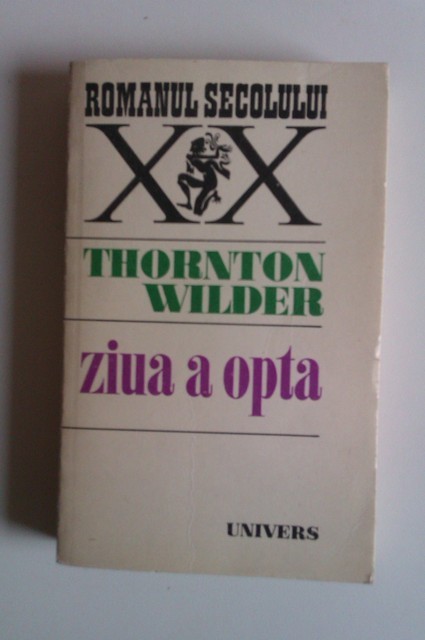 ROMANUL SECOLULUI
XX
THORNTON
WILDER
ziua a opta
UNIVERS